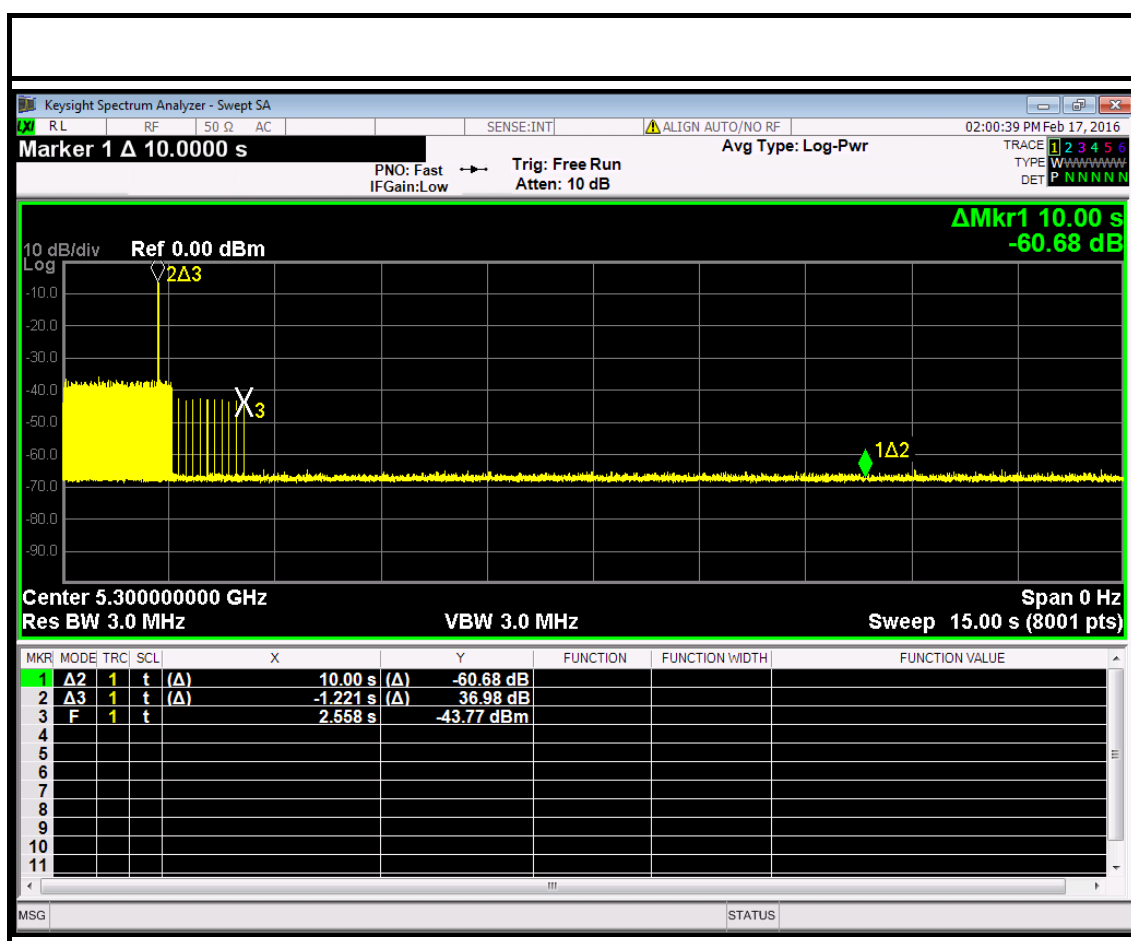 Keysight Spectrum Analyzer - Swept SA
LXI RL RF 50 Ω AC SENSE:INT ALIGN AUTO/NO RF 02:00:39 PM Feb 17, 2016
Marker 1 Δ 10.0000 s
PNO: Fast
IFGain:Low
Trig: Free Run
Atten: 10 dB
Avg Type: Log-Pwr
TRACE 1 2 3 4 5 6
TYPE WWWWWW
DET P N N N N N
ΔMkr1 10.00 s
-60.68 dB
10 dB/div Ref 0.00 dBm
Log
2Δ3
-10.0
-20.0
-30.0
-40.0
3
-50.0
-60.0
1Δ2
-70.0
-80.0
-90.0
Center 5.300000000 GHz Span 0 Hz
Res BW 3.0 MHz VBW 3.0 MHz Sweep 15.00 s (8001 pts)
MKR MODE TRC SCL X Y FUNCTION FUNCTION WIDTH FUNCTION VALUE
1 Δ2 1 t (Δ) 10.00 s (Δ) -60.68 dB
2 Δ3 1 t (Δ) -1.221 s (Δ) 36.98 dB
3 F 1 t 2.558 s -43.77 dBm
4
5
6
7
8
9
10
11
MSG STATUS